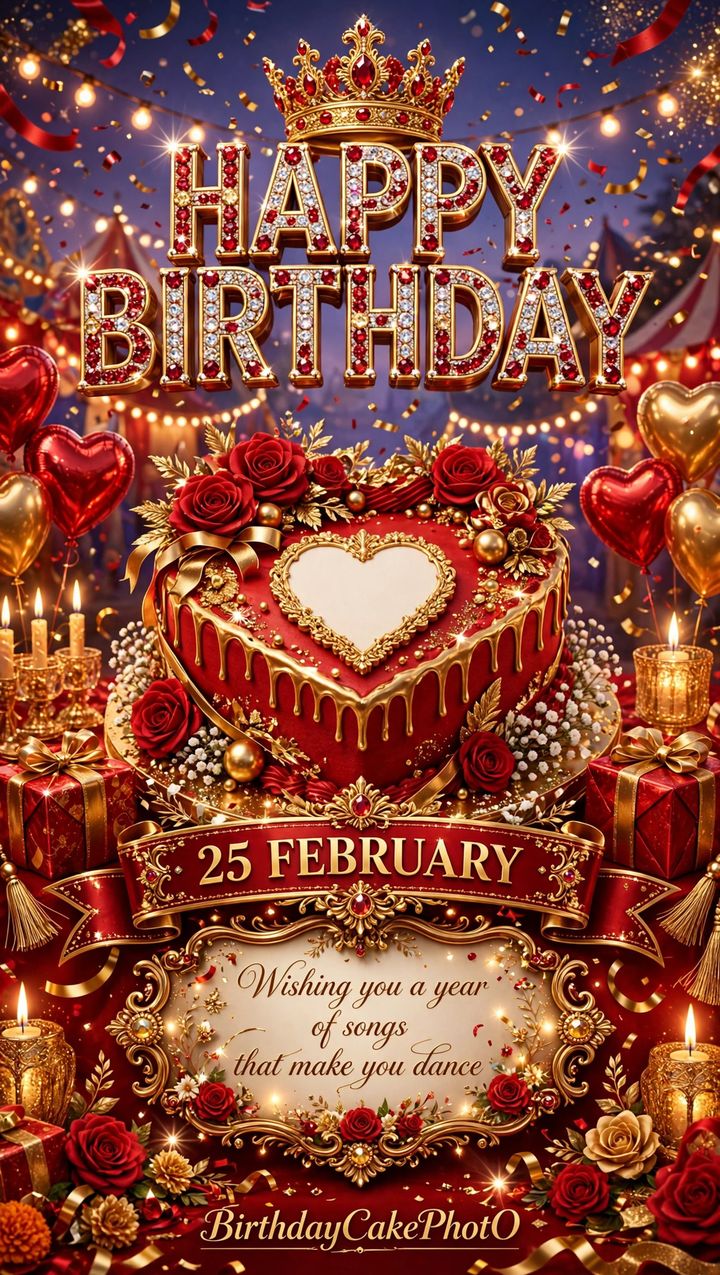 HAPPY
BIRTHDAY
25 FEBRUARY
Wishing you a year
of songs
that make you dance
BirthdayCakePhotO